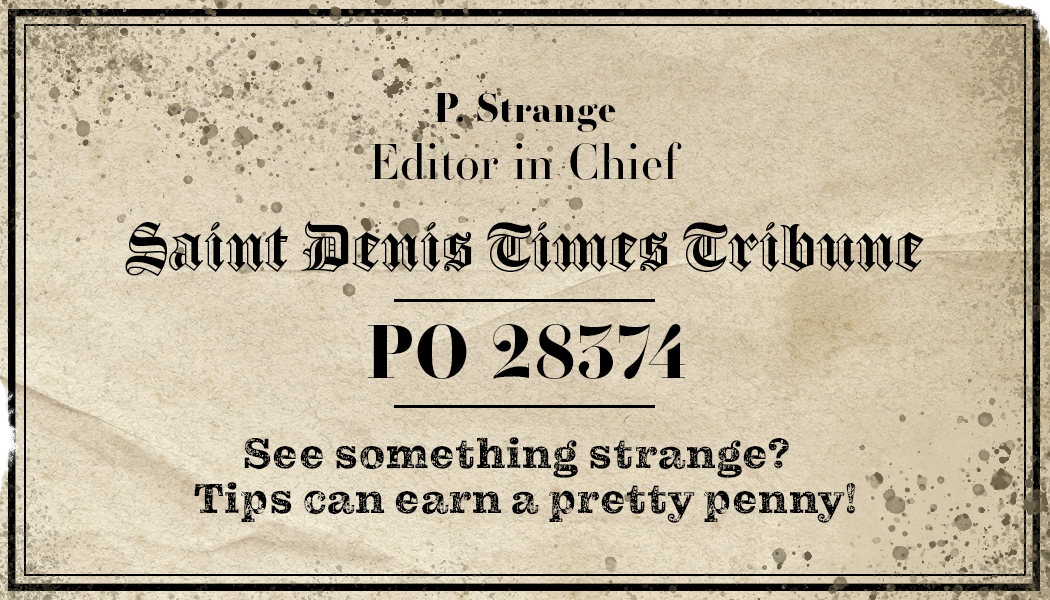 P. Strange
Editor in Chief
Saint Denis Times Tribune
PO 28374
See something strange?
Tips can earn a pretty penny!